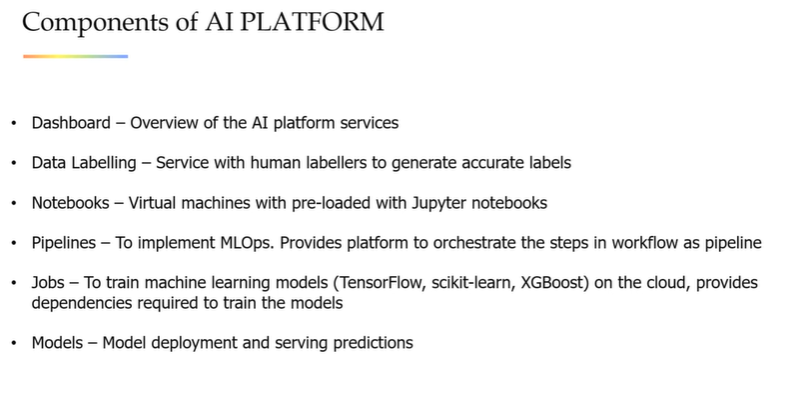 Components of AI PLATFORM
• Dashboard – Overview of the AI platform services
• Data Labelling – Service with human labellers to generate accurate labels
• Notebooks – Virtual machines with pre-loaded with Jupyter notebooks
• Pipelines – To implement MLOps. Provides platform to orchestrate the steps in workflow as pipeline
• Jobs – To train machine learning models (TensorFlow, scikit-learn, XGBoost) on the cloud, provides
dependencies required to train the models
• Models – Model deployment and serving predictions